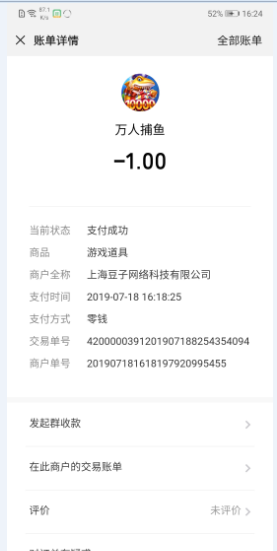 52% 16:24
账单详情 全部账单
万人捕鱼
-1.00
当前状态 支付成功
商品 游戏道具
商户全称 上海豆子网络科技有限公司
支付时间 2019-07-18 16:18:25
支付方式 零钱
交易单号 4200000391201907188254354094
商户单号 201907181618197920995455
发起群收款
在此商户的交易账单
评价 未评价